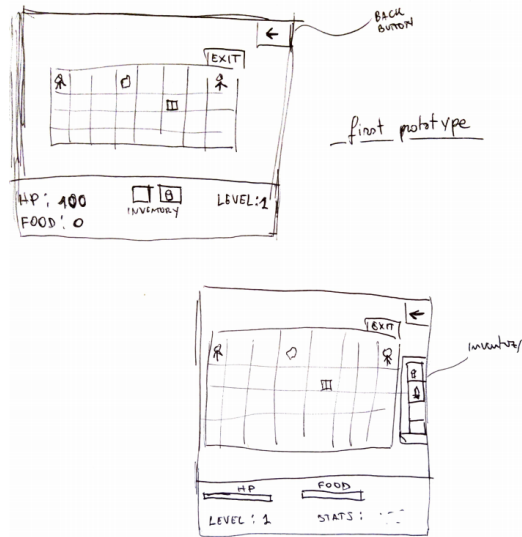 BACK
BUTTON
←
EXIT
first prototype
HP: 100
FOOD: 0
INVENTORY
LEVEL:1
←
EXIT
inventory
HP
FOOD
LEVEL: 1
STATS: